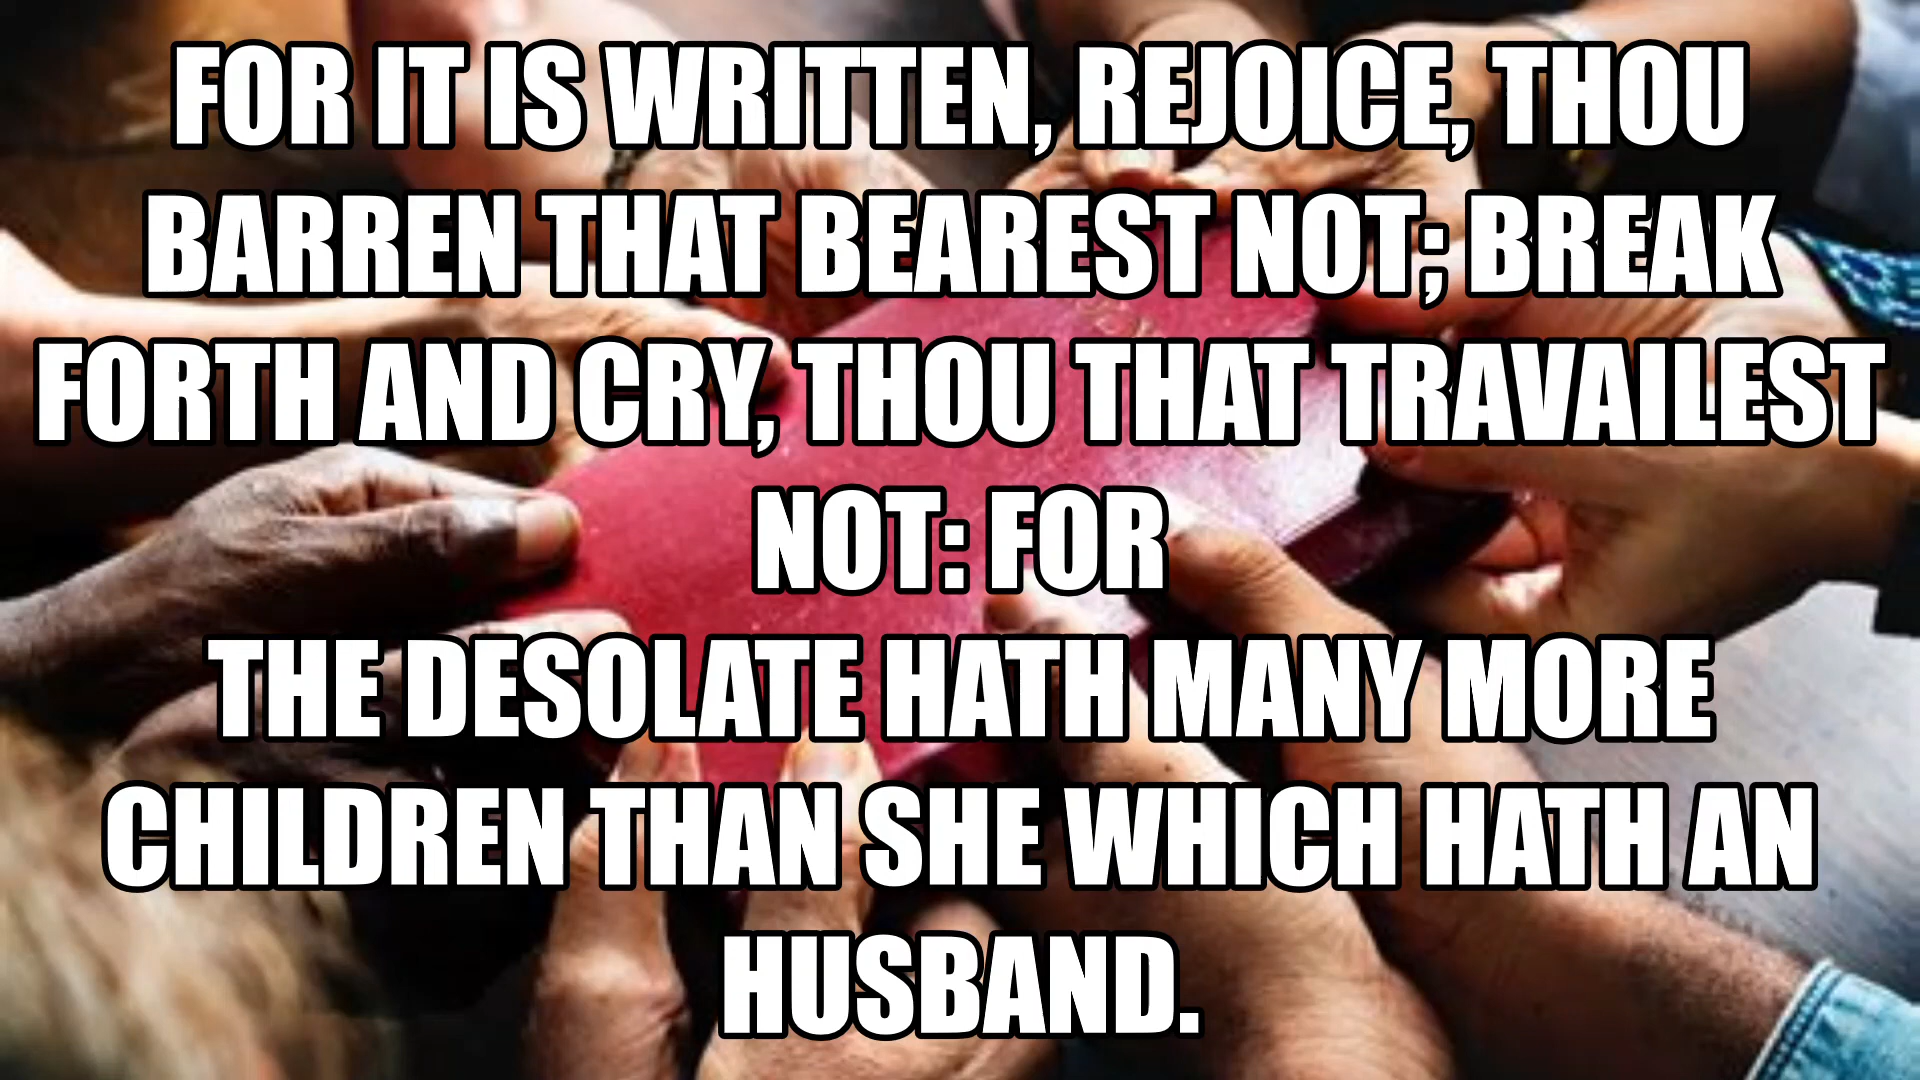 FOR IT IS WRITTEN, REJOICE, THOU
BARREN THAT BEAREST NOT; BREAK
FORTH AND CRY, THOU THAT TRAVAILEST
NOT: FOR
THE DESOLATE HATH MANY MORE
CHILDREN THAN SHE WHICH HATH AN
HUSBAND.